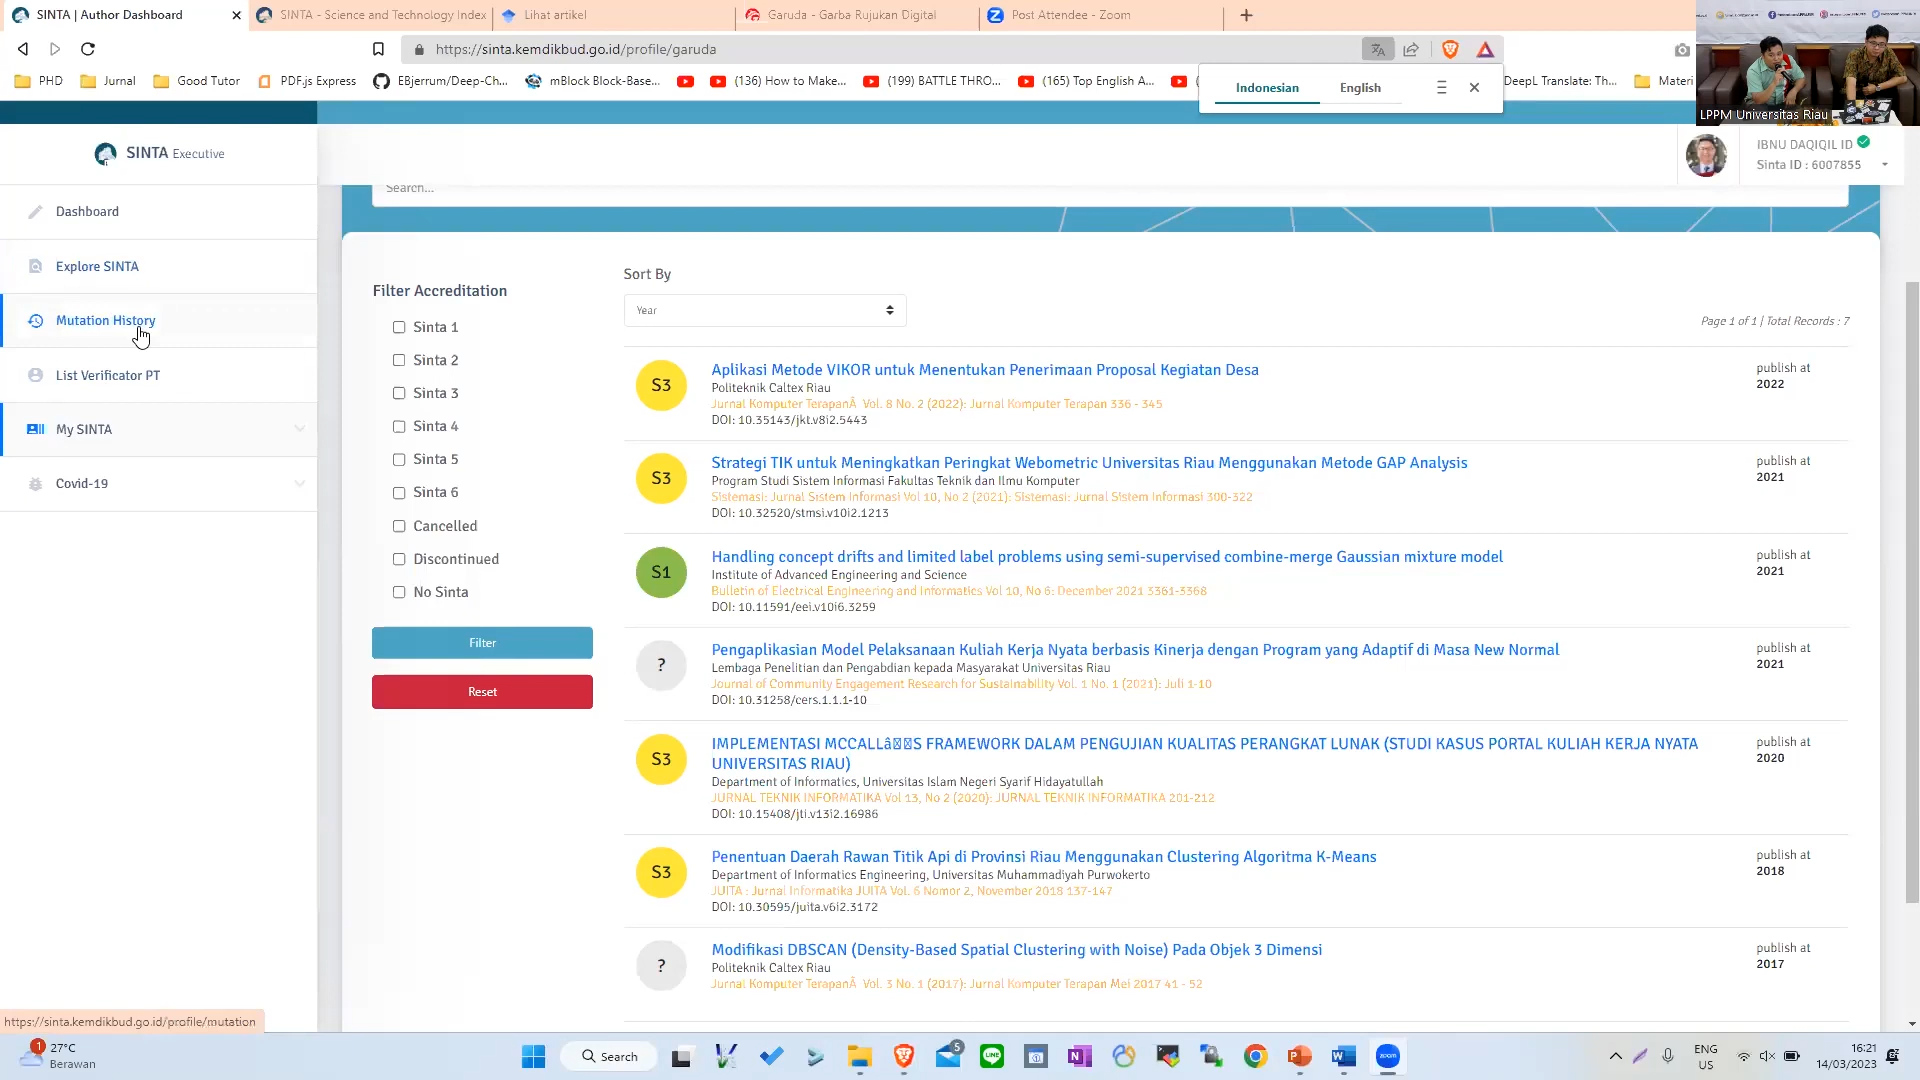 SINTA | Author Dashboard
SINTA - Science and Technology Index
Lihat artikel
Garuda - Garba Rujukan Digital
Post Attendee - Zoom
https://sinta.kemdikbud.go.id/profile/garuda
PHD
Jurnal
Good Tutor
PDF.js Express
EBjerrum/Deep-Ch...
mBlock Block-Base...
(136) How to Make...
(199) BATTLE THRO...
(165) Top English A...
DeepL Translate: Th...
Materi
Indonesian
English
LPPM Universitas Riau
SINTA Executive
IBNU DAQIQIL ID
Sinta ID : 6007855
Dashboard
Explore SINTA
Mutation History
List Verificator PT
My SINTA
Covid-19
Search...
Filter Accreditation
Sinta 1
Sinta 2
Sinta 3
Sinta 4
Sinta 5
Sinta 6
Cancelled
Discontinued
No Sinta
Filter
Reset
Sort By
Year
Page 1 of 1 | Total Records : 7
S3
Aplikasi Metode VIKOR untuk Menentukan Penerimaan Proposal Kegiatan Desa
Politeknik Caltex Riau
Jurnal Komputer TerapanÂ Vol. 8 No. 2 (2022): Jurnal Komputer Terapan 336 - 345
DOI: 10.35143/jkt.v8i2.5443
publish at
2022
S3
Strategi TIK untuk Meningkatkan Peringkat Webometric Universitas Riau Menggunakan Metode GAP Analysis
Program Studi Sistem Informasi Fakultas Teknik dan Ilmu Komputer
Sistemasi: Jurnal Sistem Informasi Vol 10, No 2 (2021): Sistemasi: Jurnal Sistem Informasi 300-322
DOI: 10.32520/stmsi.v10i2.1213
publish at
2021
S1
Handling concept drifts and limited label problems using semi-supervised combine-merge Gaussian mixture model
Institute of Advanced Engineering and Science
Bulletin of Electrical Engineering and Informatics Vol 10, No 6: December 2021 3361-3368
DOI: 10.11591/eei.v10i6.3259
publish at
2021
?
Pengaplikasian Model Pelaksanaan Kuliah Kerja Nyata berbasis Kinerja dengan Program yang Adaptif di Masa New Normal
Lembaga Penelitian dan Pengabdian kepada Masyarakat Universitas Riau
Journal of Community Engagement Research for Sustainability Vol. 1 No. 1 (2021): Juli 1-10
DOI: 10.31258/cers.1.1.1-10
publish at
2021
S3
IMPLEMENTASI MCCALLâ▯▯S FRAMEWORK DALAM PENGUJIAN KUALITAS PERANGKAT LUNAK (STUDI KASUS PORTAL KULIAH KERJA NYATA
UNIVERSITAS RIAU)
Department of Informatics, Universitas Islam Negeri Syarif Hidayatullah
JURNAL TEKNIK INFORMATIKA Vol 13, No 2 (2020): JURNAL TEKNIK INFORMATIKA 201-212
DOI: 10.15408/jti.v13i2.16986
publish at
2020
S3
Penentuan Daerah Rawan Titik Api di Provinsi Riau Menggunakan Clustering Algoritma K-Means
Department of Informatics Engineering, Universitas Muhammadiyah Purwokerto
JUITA : Jurnal Informatika JUITA Vol. 6 Nomor 2, November 2018 137-147
DOI: 10.30595/juita.v6i2.3172
publish at
2018
?
Modifikasi DBSCAN (Density-Based Spatial Clustering with Noise) Pada Objek 3 Dimensi
Politeknik Caltex Riau
Jurnal Komputer TerapanÂ Vol. 3 No. 1 (2017): Jurnal Komputer Terapan Mei 2017 41 - 52
publish at
2017
https://sinta.kemdikbud.go.id/profile/mutation
1
27°C
Berawan
Search
5
LINE
zoom
ENG
US
16:21
14/03/2023